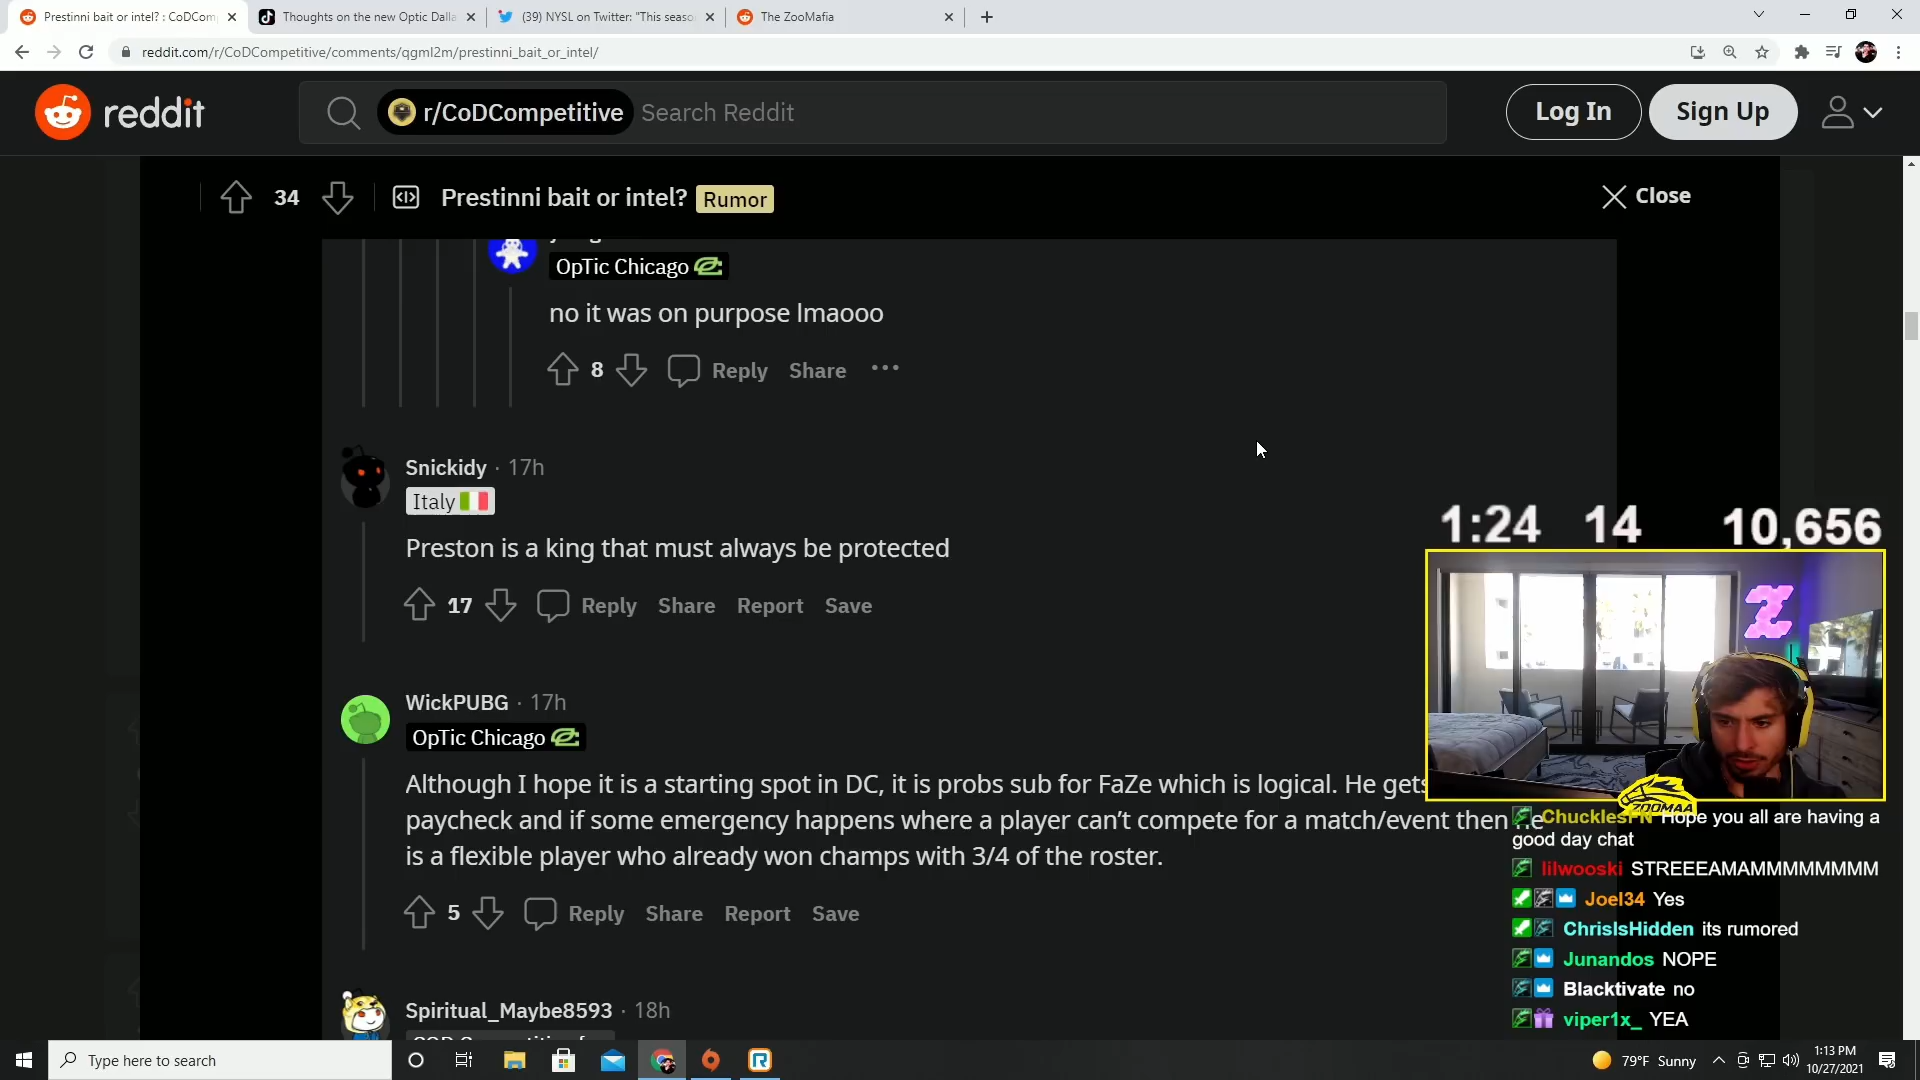 Prestinni bait or intel? : CoDCom
Thoughts on the new Optic Dalla
(39) NYSL on Twitter: "This seaso
The ZooMafia
reddit.com/r/CoDCompetitive/comments/qgml2m/prestinni_bait_or_intel/
reddit
r/CoDCompetitive Search Reddit
Log In
Sign Up
34
Prestinni bait or intel? Rumor
Close
OpTic Chicago
no it was on purpose lmaooo
8 Reply Share ...
Snickidy · 17h
Italy
Preston is a king that must always be protected
17 Reply Share Report Save
WickPUBG · 17h
OpTic Chicago
Although I hope it is a starting spot in DC, it is probs sub for FaZe which is logical. He gets
paycheck and if some emergency happens where a player can't compete for a match/event then
is a flexible player who already won champs with 3/4 of the roster.
5 Reply Share Report Save
Spiritual_Maybe8593 · 18h
1:24 14 10,656
Z
ZOOMAA
ChucklesFN Hope you all are having a
good day chat
lilwooski STREEEAMAMMMMMMMM
Joel34 Yes
ChrisIsHidden its rumored
Junandos NOPE
Blacktivate no
viper1x_ YEA
Type here to search
79°F Sunny
1:13 PM
10/27/2021